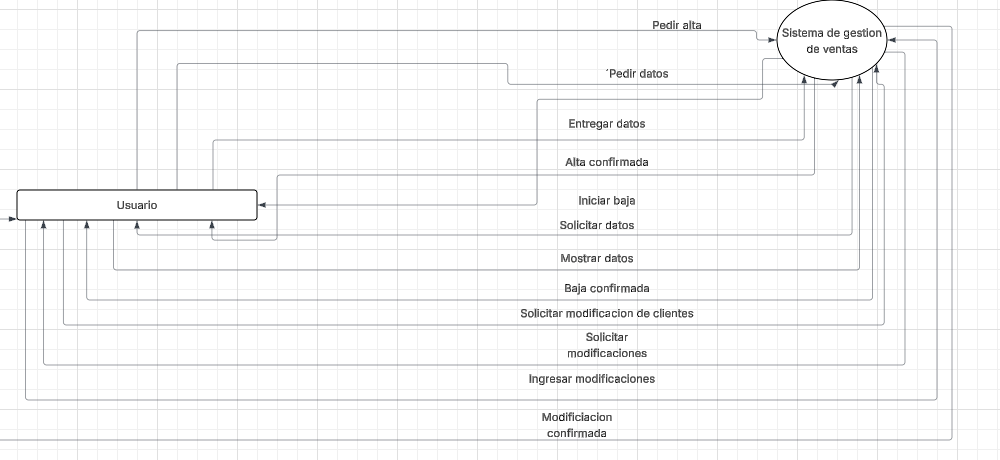 Pedir alta
Sistema de gestion
de ventas
´Pedir datos
Entregar datos
Alta confirmada
Usuario
Iniciar baja
Solicitar datos
Mostrar datos
Baja confirmada
Solicitar modificacion de clientes
Solicitar
modificaciones
Ingresar modificaciones
Modificiacion
confirmada